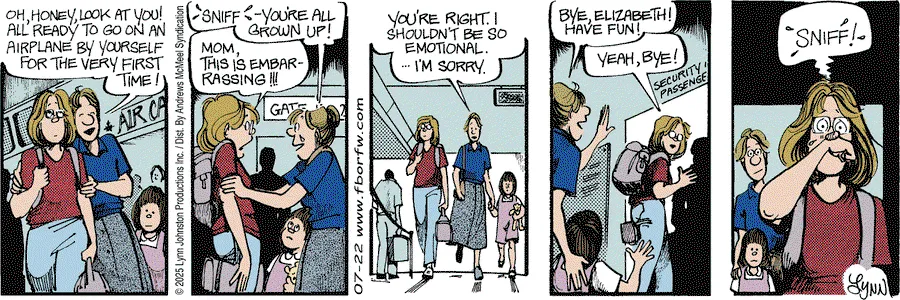 OH, HONEY, LOOK AT YOU!
ALL READY TO GO ON AN
AIRPLANE BY YOURSELF
FOR THE VERY FIRST
TIME!
AIR CA
© 2025 Lynn Johnston Productions Inc. / Dist. By Andrews McMeel Syndication
SNIFF - YOU'RE ALL
GROWN UP!
MOM,
THIS IS EMBAR-
RASSING!!!
GATE 2
07-22 www.fborfw.com
YOU'RE RIGHT. I
SHOULDN'T BE SO
EMOTIONAL.
... I'M SORRY.
BYE, ELIZABETH!
HAVE FUN!
YEAH, BYE!
SECURITY
PASSENGE
SNIFF!
LYNN